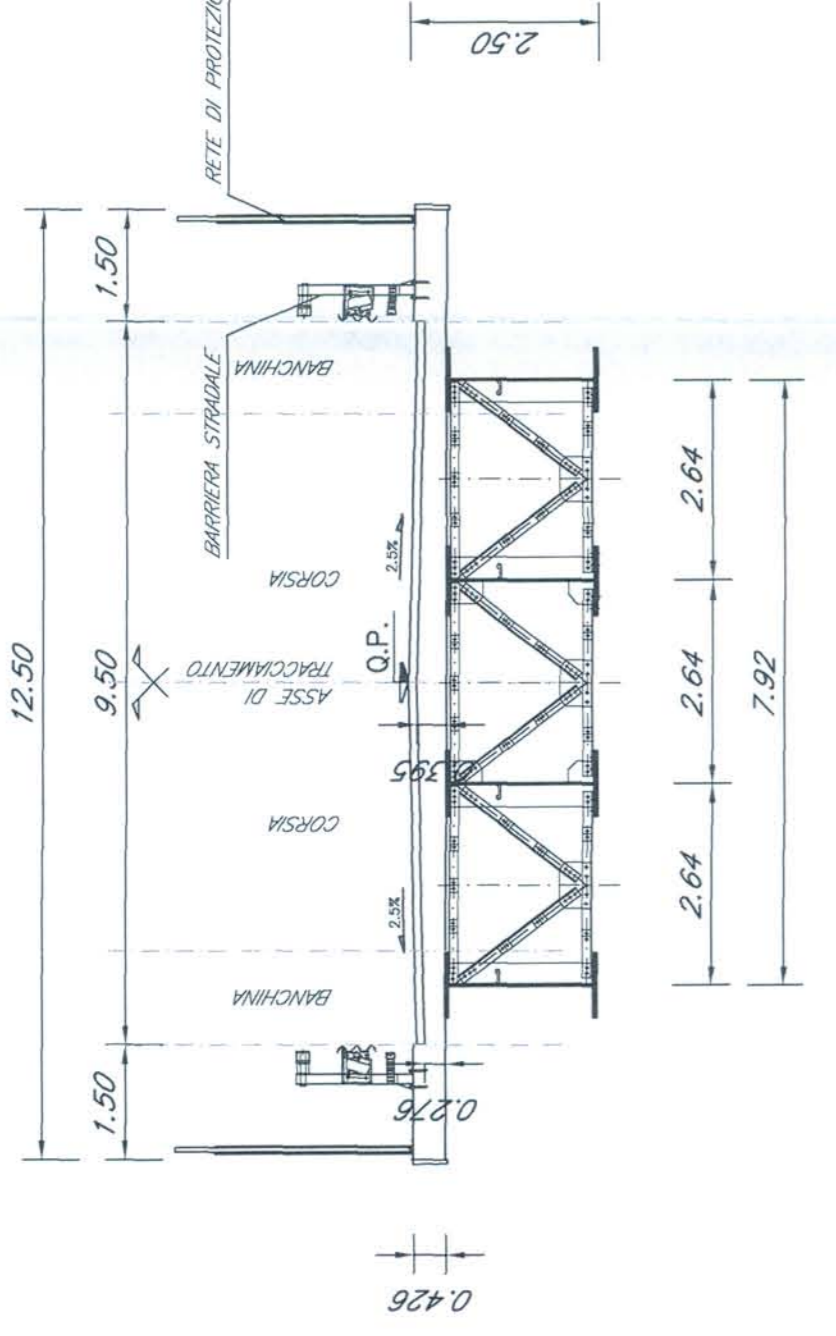 12.50
1.50
9.50
1.50
RETE DI PROTEZIO
BARRIERA STRADALE
BANCHINA
CORSIA
ASSE DI
TRACCIAMENTO
CORSIA
BANCHINA
2.5%
Q.P.
2.5%
2.50
0.276
0.426
2.64
2.64
2.64
7.92